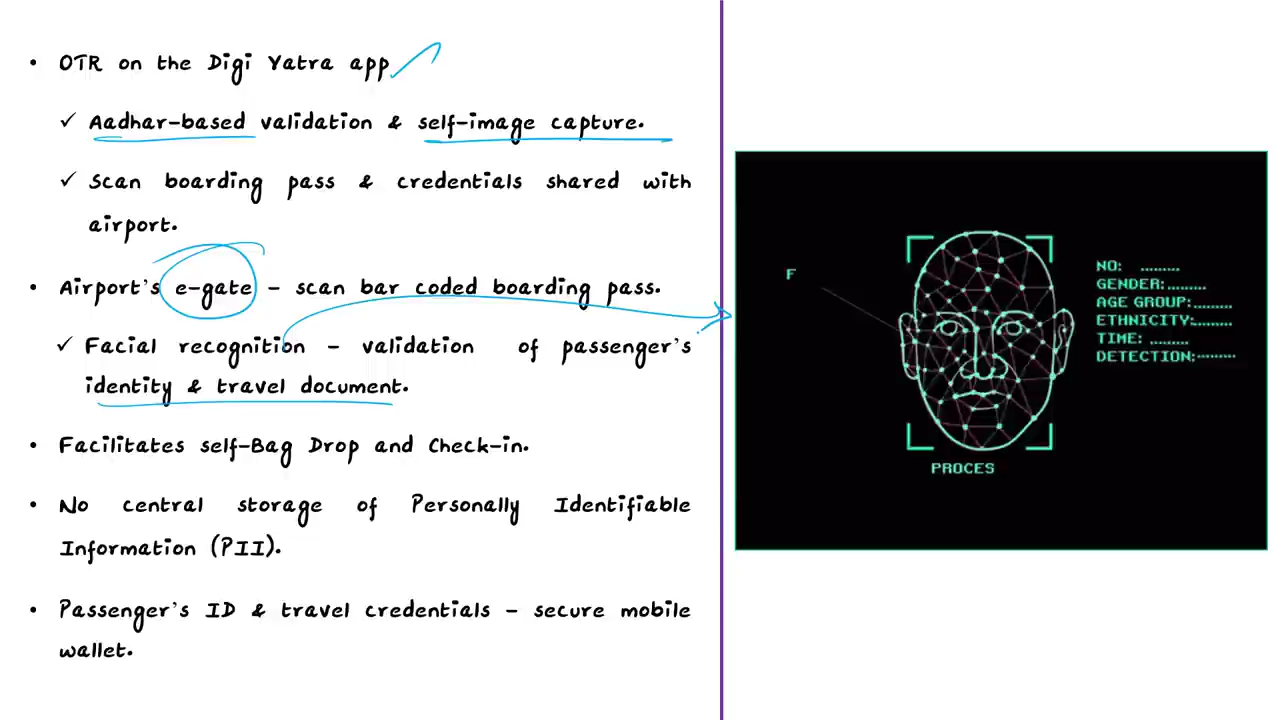 • OTR on the Digi Yatra app
✓ Aadhar-based validation & self-image capture.
✓ Scan boarding pass & credentials shared with
airport.
• Airport's e-gate – scan bar coded boarding pass.
✓ Facial recognition – validation of passenger's
identity & travel document.
• Facilitates self-Bag Drop and Check-in.
• No central storage of Personally Identifiable
Information (PII).
• Passenger's ID & travel credentials – secure mobile
wallet.
F
NO: .........
GENDER:.........
AGE GROUP:.........
ETHNICITY:.........
TIME: .........
DETECTION:.........
PROCES